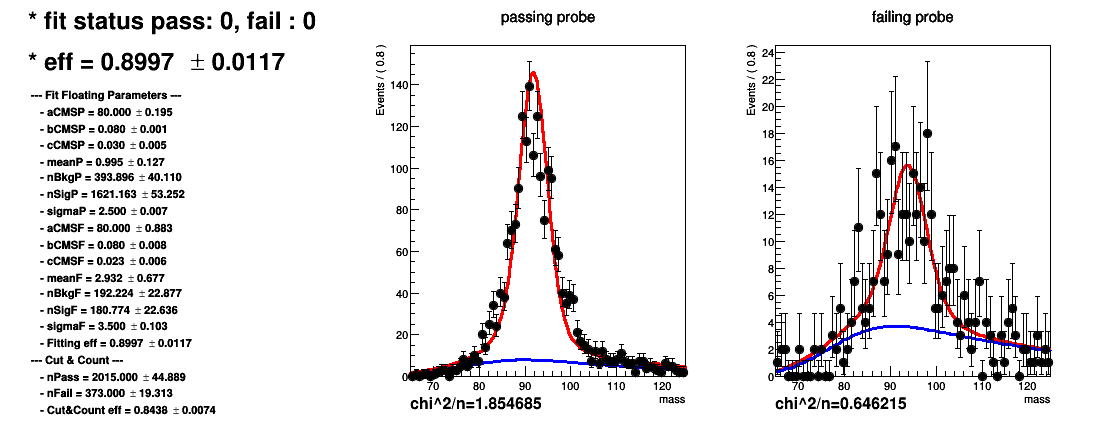 * fit status pass: 0, fail : 0
* eff = 0.8997 ± 0.0117
--- Fit Floating Parameters ---
- aCMSP = 80.000 ± 0.195
- bCMSP = 0.080 ± 0.001
- cCMSP = 0.030 ± 0.005
- meanP = 0.995 ± 0.127
- nBkgP = 393.896 ± 40.110
- nSigP = 1621.163 ± 53.252
- sigmaP = 2.500 ± 0.007
- aCMSF = 80.000 ± 0.883
- bCMSF = 0.080 ± 0.008
- cCMSF = 0.023 ± 0.006
- meanF = 2.932 ± 0.677
- nBkgF = 192.224 ± 22.877
- nSigF = 180.774 ± 22.636
- sigmaF = 3.500 ± 0.103
- Fitting eff = 0.8997 ± 0.0117
--- Cut & Count ---
- nPass = 2015.000 ± 44.889
- nFail = 373.000 ± 19.313
- Cut&Count eff = 0.8438 ± 0.0074
passing probe
Events / ( 0.8 )
140
120
100
80
60
40
20
0
70 80 90 100 110 120
mass
chi^2/n=1.854685
failing probe
Events / ( 0.8 )
24
22
20
18
16
14
12
10
8
6
4
2
0
70 80 90 100 110 120
mass
chi^2/n=0.646215